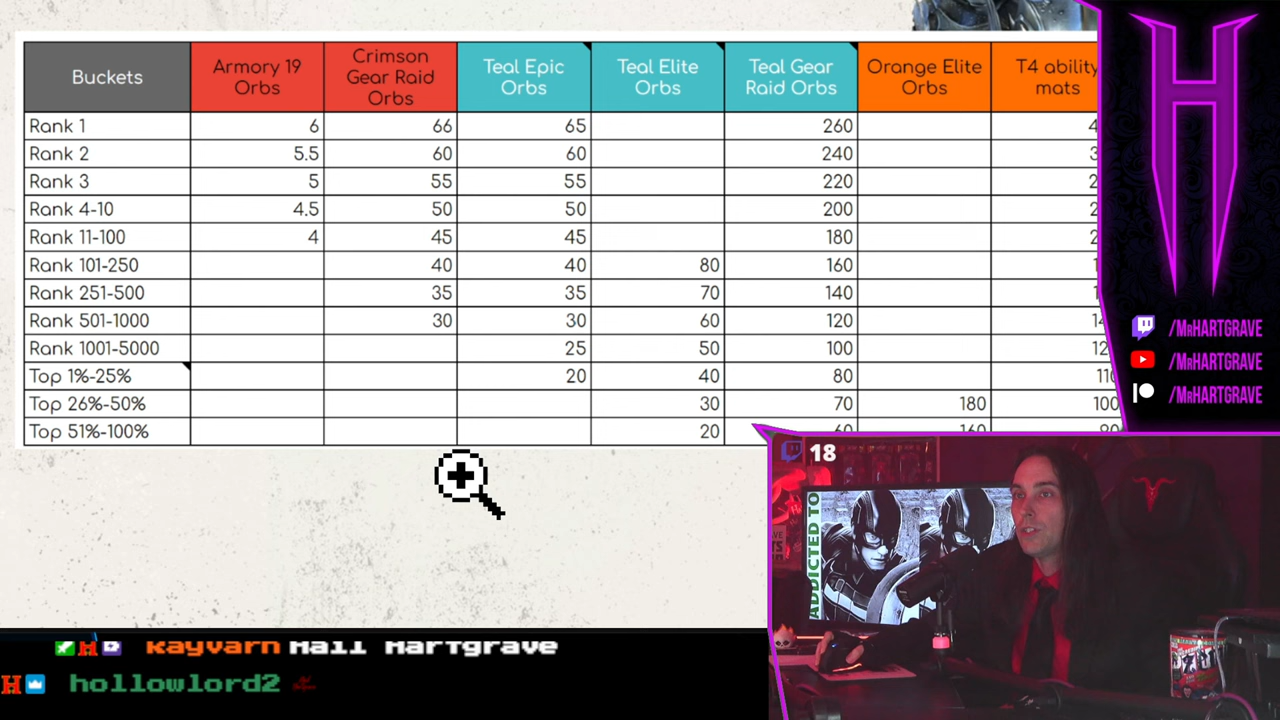 Buckets Armory 19 Orbs Crimson Gear Raid Orbs Teal Epic Orbs Teal Elite Orbs Teal Gear Raid Orbs Orange Elite Orbs T4 ability mats
Rank 1 6 66 65 260
Rank 2 5.5 60 60 240
Rank 3 5 55 55 220
Rank 4-10 4.5 50 50 200
Rank 11-100 4 45 45 180
Rank 101-250 40 40 80 160
Rank 251-500 35 35 70 140
Rank 501-1000 30 30 60 120
Rank 1001-5000 25 50 100
Top 1%-25% 20 40 80
Top 26%-50% 30 70 180 100
Top 51%-100% 20
H
/MrHARTGRAVE
/MrHARTGRAVE
/MrHARTGRAVE
18
ADDICTED TO
Kayvarn Mall Hartgrave
H hollowlord2